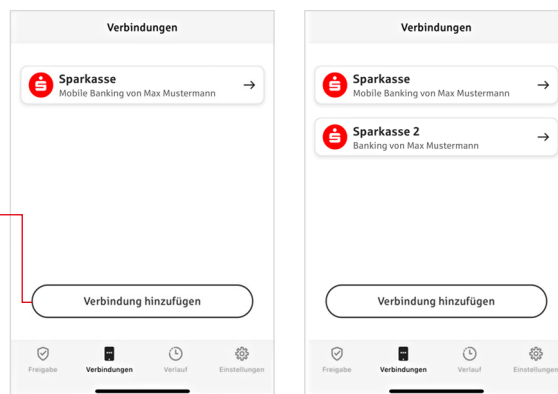 Verbindungen
Sparkasse
Mobile Banking von Max Mustermann
Verbindung hinzufügen
Freigabe Verbindungen Verlauf Einstellungen
Verbindungen
Sparkasse
Mobile Banking von Max Mustermann
Sparkasse 2
Banking von Max Mustermann
Verbindung hinzufügen
Freigabe Verbindungen Verlauf Einstellungen